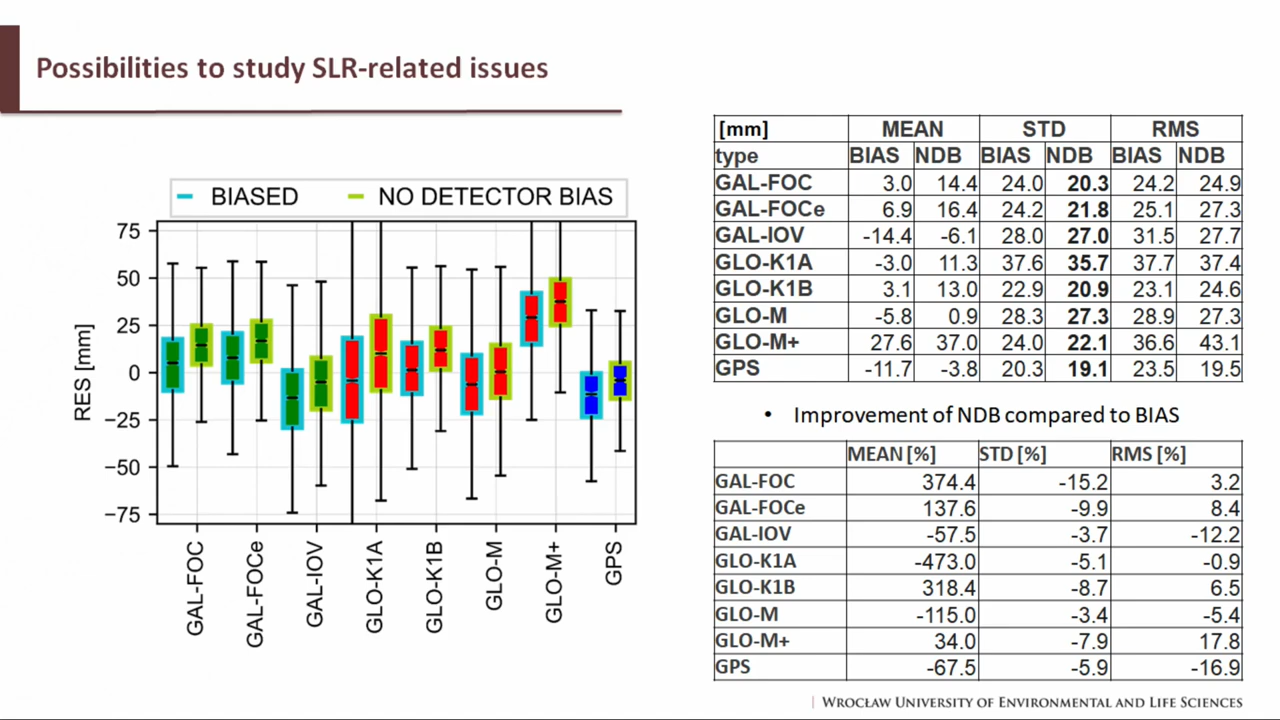 Possibilities to study SLR-related issues
BIASED NO DETECTOR BIAS
RES [mm]
75
50
25
0
−25
−50
−75
GAL-FOC GAL-FOCe GAL-IOV GLO-K1A GLO-K1B GLO-M GLO-M+ GPS
[mm] MEAN STD RMS
type BIAS NDB BIAS NDB BIAS NDB
GAL-FOC 3.0 14.4 24.0 20.3 24.2 24.9
GAL-FOCe 6.9 16.4 24.2 21.8 25.1 27.3
GAL-IOV -14.4 -6.1 28.0 27.0 31.5 27.7
GLO-K1A -3.0 11.3 37.6 35.7 37.7 37.4
GLO-K1B 3.1 13.0 22.9 20.9 23.1 24.6
GLO-M -5.8 0.9 28.3 27.3 28.9 27.3
GLO-M+ 27.6 37.0 24.0 22.1 36.6 43.1
GPS -11.7 -3.8 20.3 19.1 23.5 19.5
• Improvement of NDB compared to BIAS
MEAN [%] STD [%] RMS [%]
GAL-FOC 374.4 -15.2 3.2
GAL-FOCe 137.6 -9.9 8.4
GAL-IOV -57.5 -3.7 -12.2
GLO-K1A -473.0 -5.1 -0.9
GLO-K1B 318.4 -8.7 6.5
GLO-M -115.0 -3.4 -5.4
GLO-M+ 34.0 -7.9 17.8
GPS -67.5 -5.9 -16.9
WROCŁAW UNIVERSITY OF ENVIRONMENTAL AND LIFE SCIENCES